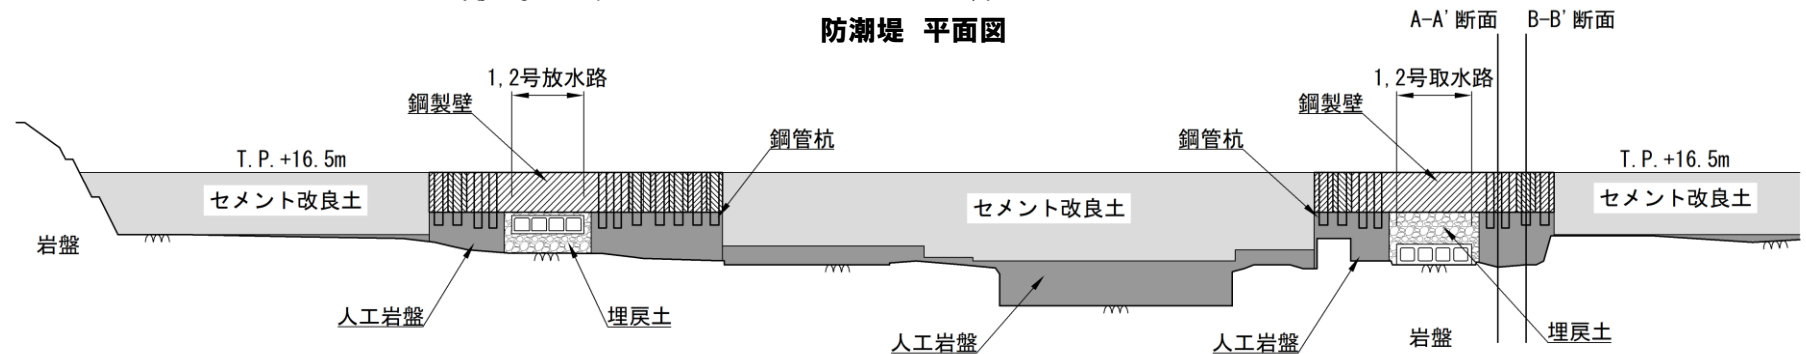 防潮堤 平面図
A-A'断面
B-B'断面
1,2号放水路
1,2号取水路
鋼製壁
鋼製壁
鋼管杭
鋼管杭
T.P.+16.5m
T.P.+16.5m
セメント改良土
セメント改良土
セメント改良土
岩盤
人工岩盤
埋戻土
人工岩盤
人工岩盤
岩盤
埋戻土